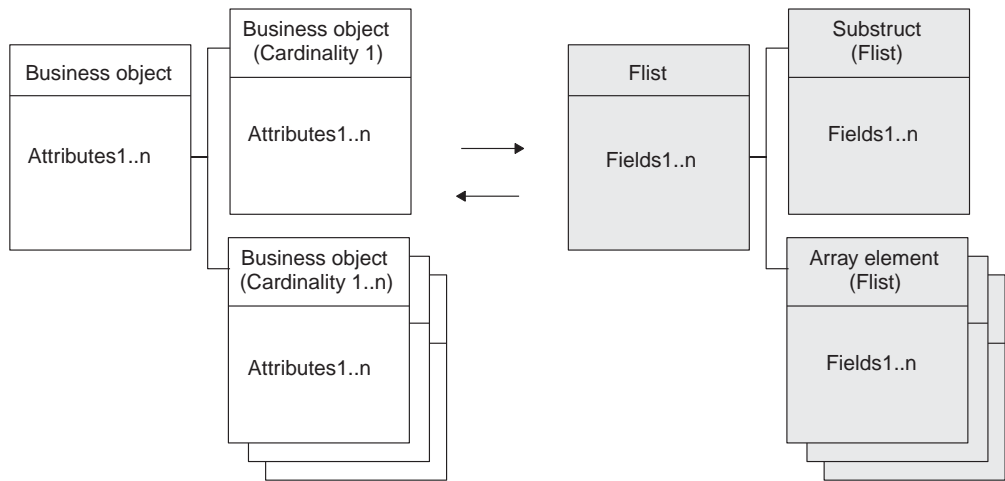 Business object
Attributes1..n
Business object
(Cardinality 1)
Attributes1..n
Business object
(Cardinality 1..n)
Attributes1..n
Flist
Fields1..n
Substruct
(Flist)
Fields1..n
Array element
(Flist)
Fields1..n